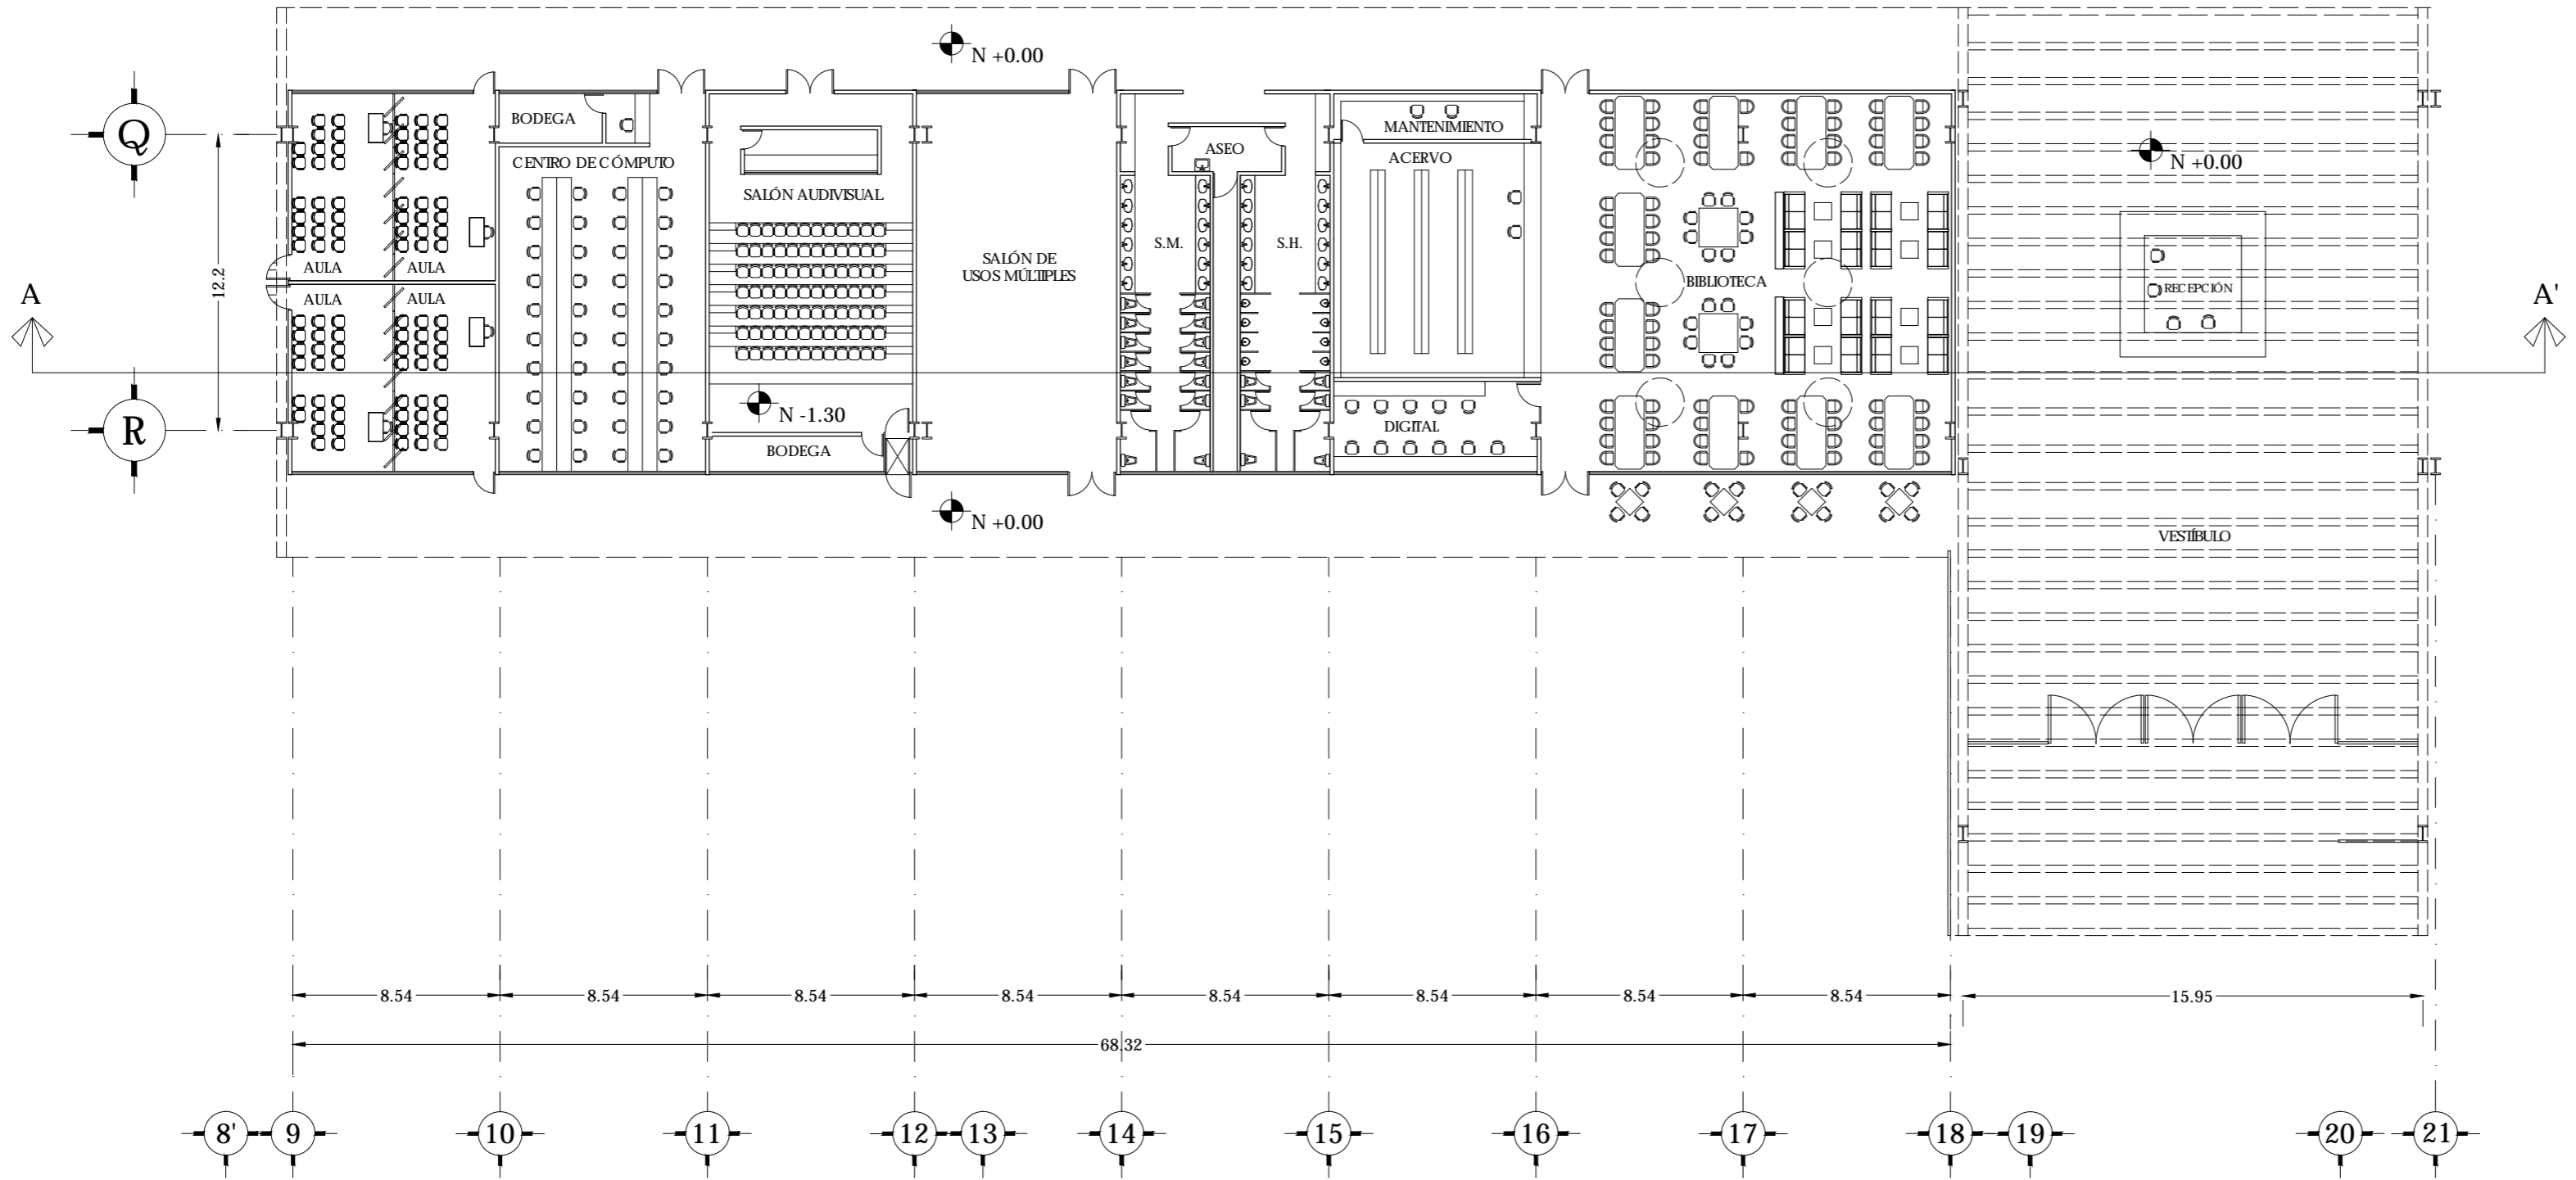 N +0.00
Q
BODEGA
MANTENIMIENTO
CENTRO DE CÓMPUTO
ASEO
ACERVO
N +0.00
SALÓN AUDIVISUAL
S.M.
S.H.
SALÓN DE
USOS MÚLTIPLES
AULA
AULA
12.2
BIBLIOTECA
RECEPCIÓN
A
A'
AULA
AULA
N -1.30
R
DIGITAL
BODEGA
N +0.00
VESTÍBULO
8.54
8.54
8.54
8.54
8.54
8.54
8.54
8.54
15.95
68.32
8'
9
10
11
12
13
14
15
16
17
18
19
20
21